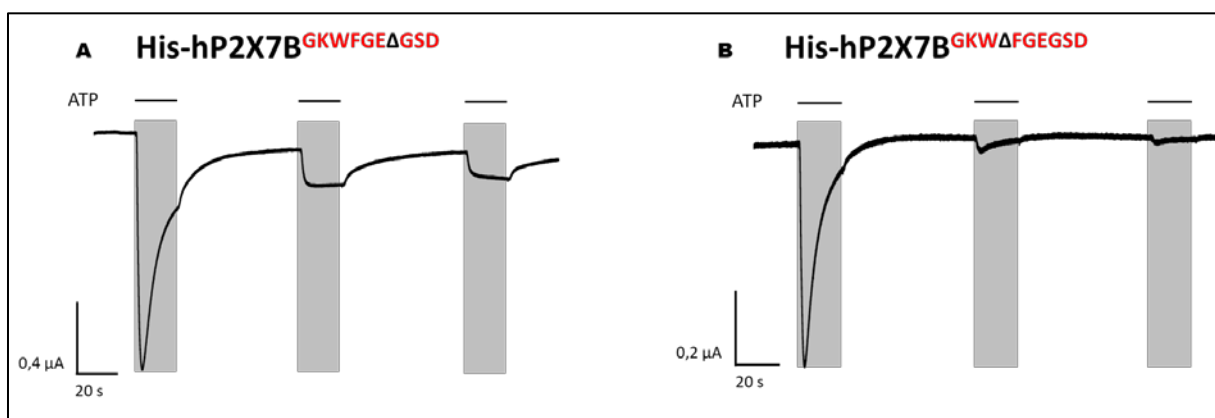 A His-hP2X7BGKWFGEΔGSD
ATP
0,4 µA
20 s
B His-hP2X7BGKWΔFGEGSD
ATP
0,2 µA
20 s